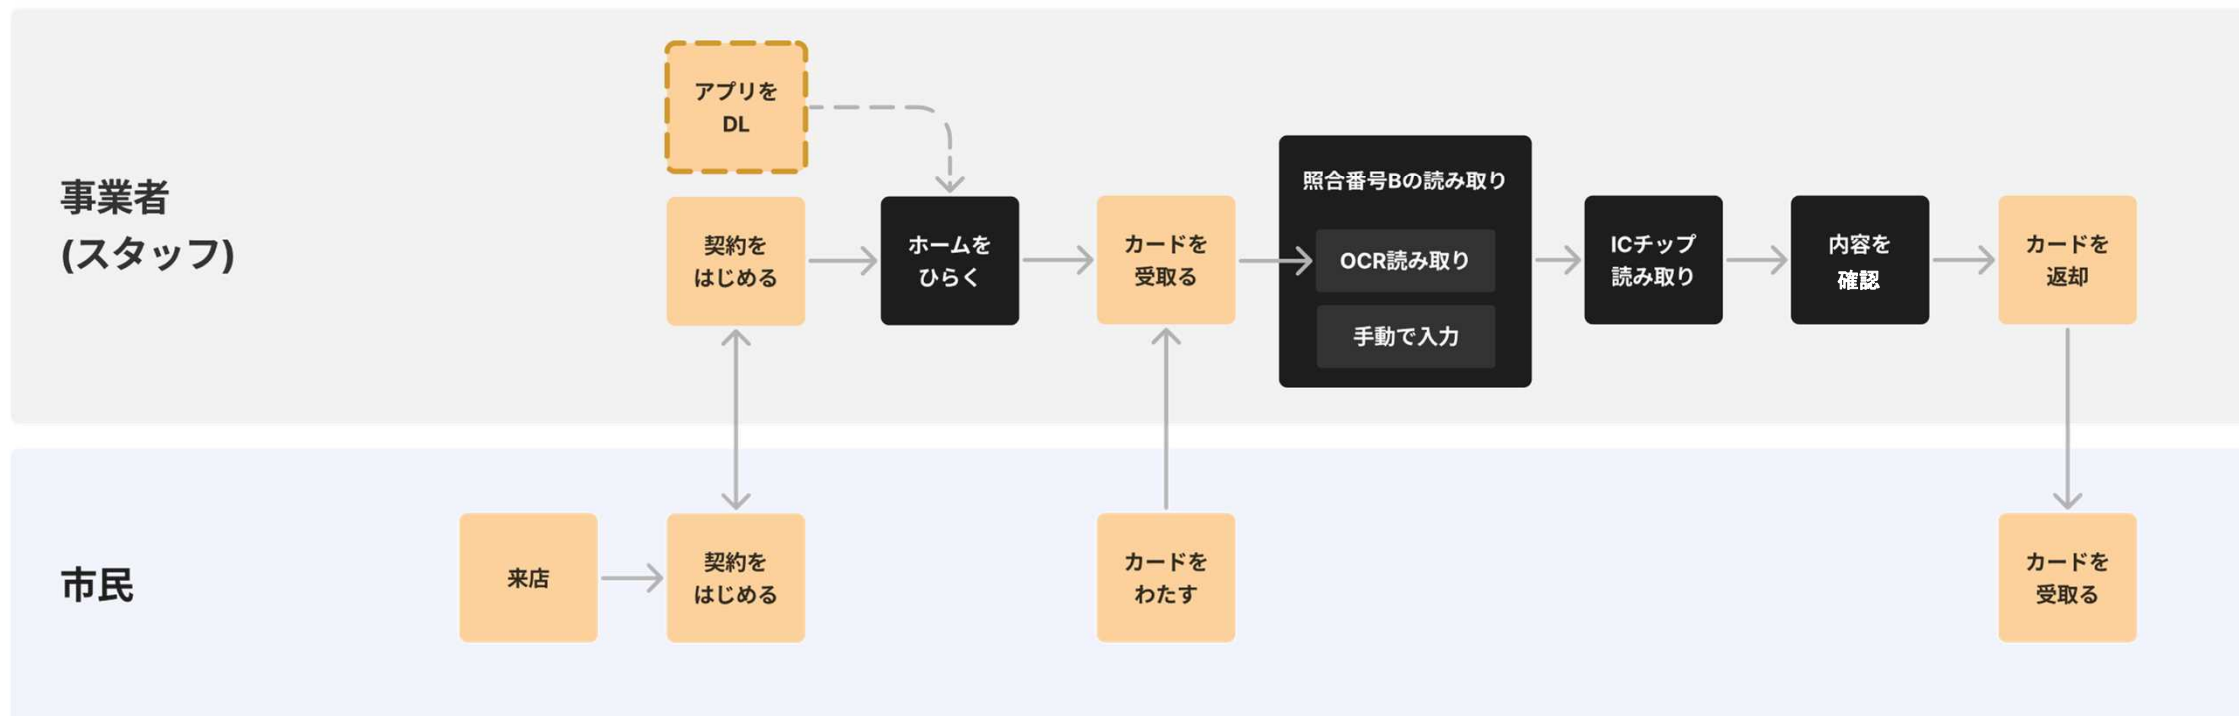 アプリを
DL
事業者
(スタッフ)
契約を
はじめる
ホームを
ひらく
カードを
受取る
照合番号Bの読み取り
OCR読み取り
手動で入力
ICチップ
読み取り
内容を
確認
カードを
返却
市民
来店
契約を
はじめる
カードを
わたす
カードを
受取る